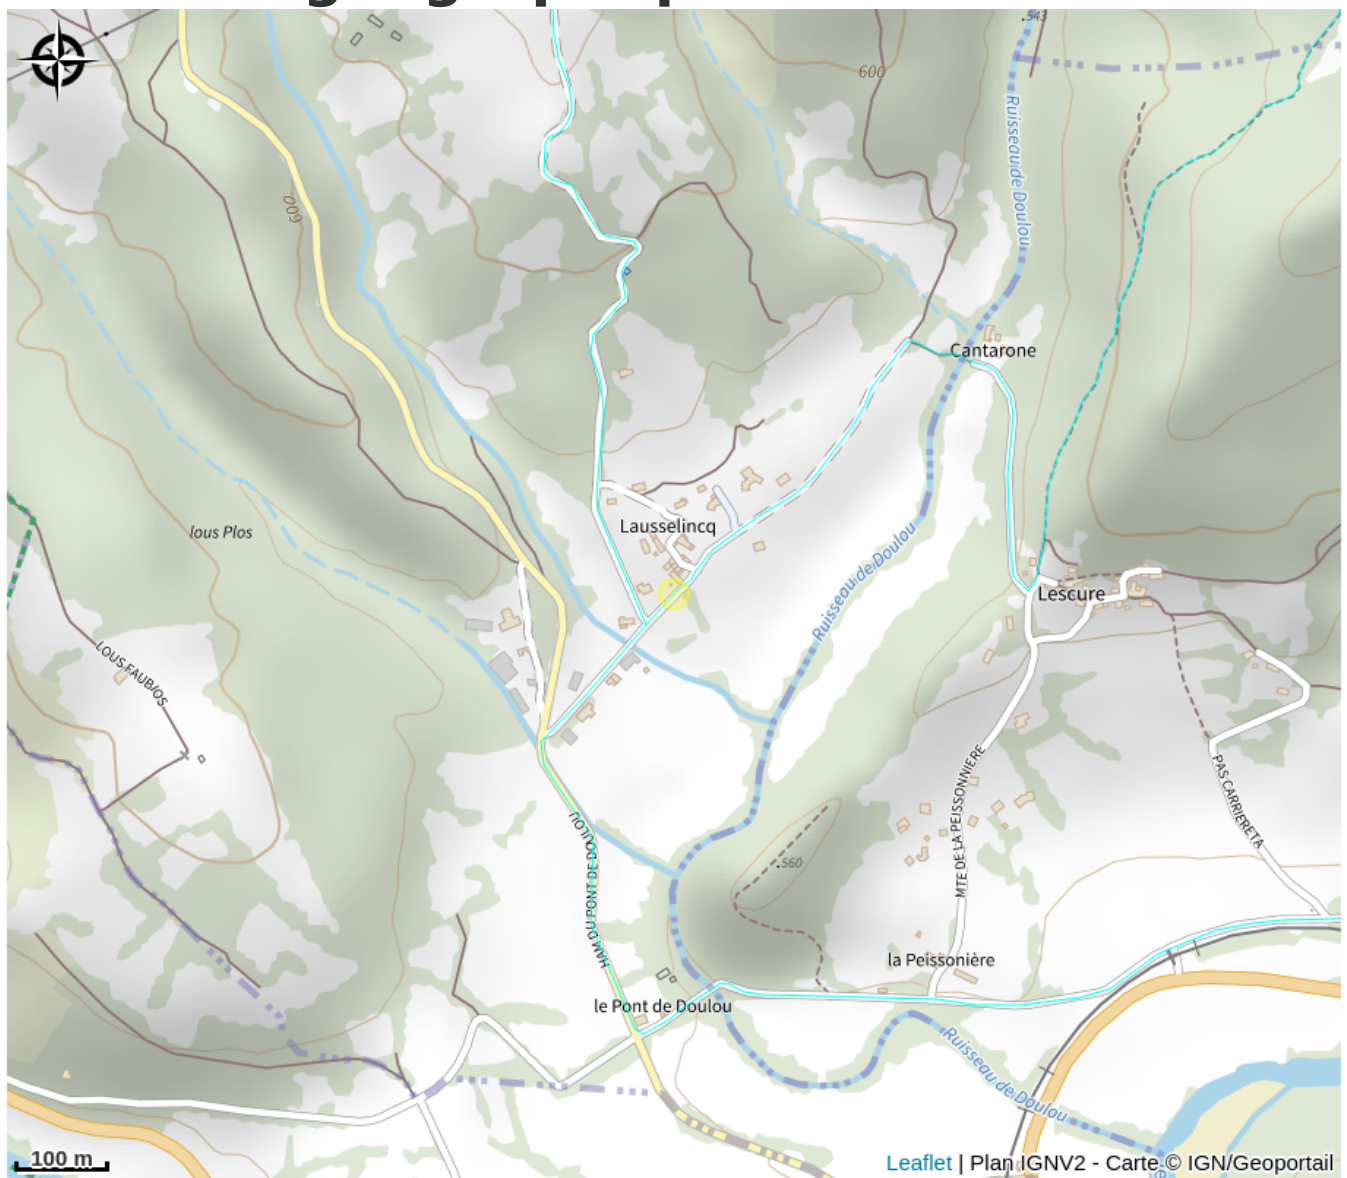 .543
600
Ruisseau de Doulou
600
Cantarone
lous Plos
Lausselincq
Ruisseau de Doulou
Lescure
LOUS FAUBIOS
MTE DE LA PEISSONNIERE
PAS CARRIERETA
HAM DU PONT DE DOULOU
.560
la Peissonière
le Pont de Doulou
Ruisseau de Doulou
100 m
Leaflet | Plan IGNV2 - Carte © IGN/Geoportail